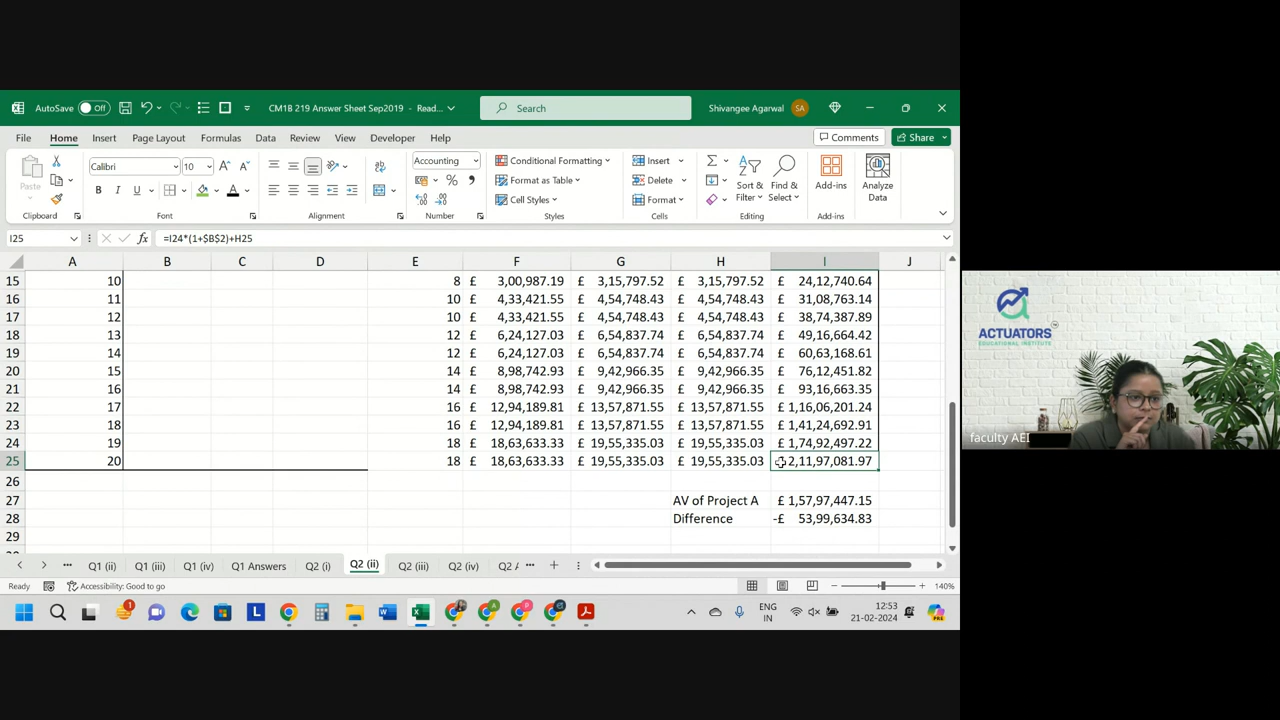 AutoSave Off CM1B 219 Answer Sheet Sep2019 - Read... Search Shivangee Agarwal SA
File Home Insert Page Layout Formulas Data Review View Developer Help Comments Share
Calibri 10 Accounting Conditional Formatting Insert
Paste Format as Table Delete Sort & Find & Add-ins Analyze
B I U A Cell Styles Format Filter Select Data
Clipboard Font Alignment Number Styles Cells Editing Add-ins
I25 fx =I24*(1+$B$2)+H25
A B C D E F G H I J
15 10 8 £ 3,00,987.19 £ 3,15,797.52 £ 3,15,797.52 £ 24,12,740.64
16 11 10 £ 4,33,421.55 £ 4,54,748.43 £ 4,54,748.43 £ 31,08,763.14
17 12 10 £ 4,33,421.55 £ 4,54,748.43 £ 4,54,748.43 £ 38,74,387.89
18 13 12 £ 6,24,127.03 £ 6,54,837.74 £ 6,54,837.74 £ 49,16,664.42
19 14 12 £ 6,24,127.03 £ 6,54,837.74 £ 6,54,837.74 £ 60,63,168.61
20 15 14 £ 8,98,742.93 £ 9,42,966.35 £ 9,42,966.35 £ 76,12,451.82
21 16 14 £ 8,98,742.93 £ 9,42,966.35 £ 9,42,966.35 £ 93,16,663.35
22 17 16 £ 12,94,189.81 £ 13,57,871.55 £ 13,57,871.55 £ 1,16,06,201.24
23 18 16 £ 12,94,189.81 £ 13,57,871.55 £ 13,57,871.55 £ 1,41,24,692.91
24 19 18 £ 18,63,633.33 £ 19,55,335.03 £ 19,55,335.03 £ 1,74,92,497.22
25 20 18 £ 18,63,633.33 £ 19,55,335.03 £ 19,55,335.03 2,11,97,081.97
26
27 AV of Project A £ 1,57,97,447.15
28 Difference -£ 53,99,634.83
29
Q1 (ii) Q1 (iii) Q1 (iv) Q1 Answers Q2 (i) Q2 (ii) Q2 (iii) Q2 (iv) Q2 A
Ready Accessibility: Good to go 140%
ENG 12:53
IN 21-02-2024
ACTUATORS
EDUCATIONAL INSTITUTE
faculty AEI